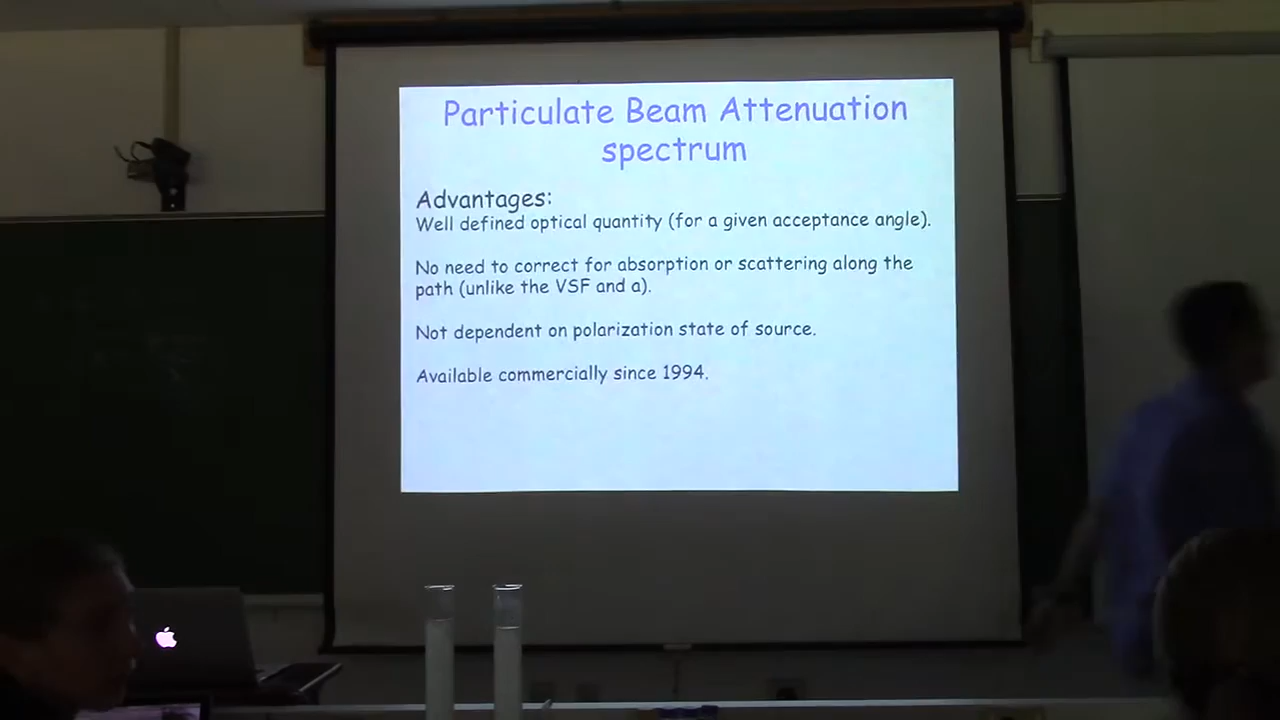 Particulate Beam Attenuation
spectrum
Advantages:
Well defined optical quantity (for a given acceptance angle).
No need to correct for absorption or scattering along the
path (unlike the VSF and a).
Not dependent on polarization state of source.
Available commercially since 1994.